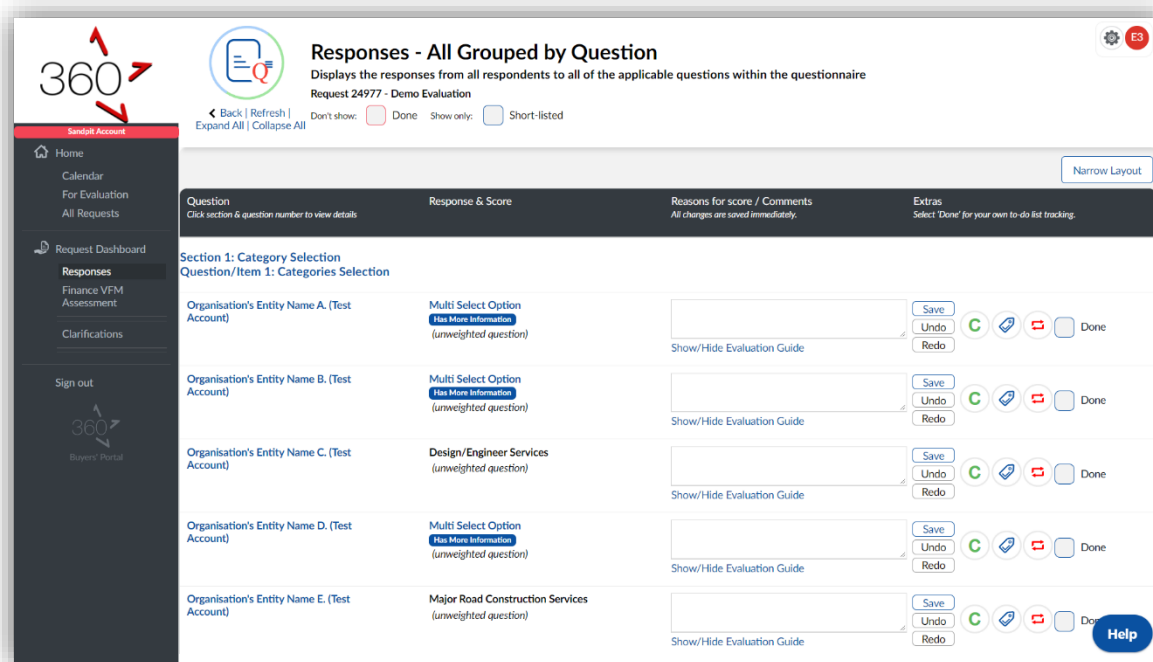 360
Sandpit Account
Home
Calendar
For Evaluation
All Requests
Request Dashboard
Responses
Finance VFM
Assessment
Clarifications
Sign out
360
Buyers' Portal
Q
Back | Refresh |
Expand All | Collapse All
Responses - All Grouped by Question
Displays the responses from all respondents to all of the applicable questions within the questionnaire
Request 24977 - Demo Evaluation
Don't show: Done Show only: Short-listed
E3
Narrow Layout
Question Response & Score Reasons for score / Comments Extras
Click section & question number to view details All changes are saved immediately. Select 'Done' for your own to-do list tracking.
Section 1: Category Selection
Question/Item 1: Categories Selection
Organisation's Entity Name A. (Test
Account)
Multi Select Option
Has More Information
(unweighted question)
Show/Hide Evaluation Guide
Save
Undo
Redo
C
Done
Organisation's Entity Name B. (Test
Account)
Multi Select Option
Has More Information
(unweighted question)
Show/Hide Evaluation Guide
Save
Undo
Redo
C
Done
Organisation's Entity Name C. (Test
Account)
Design/Engineer Services
(unweighted question)
Show/Hide Evaluation Guide
Save
Undo
Redo
C
Done
Organisation's Entity Name D. (Test
Account)
Multi Select Option
Has More Information
(unweighted question)
Show/Hide Evaluation Guide
Save
Undo
Redo
C
Done
Organisation's Entity Name E. (Test
Account)
Major Road Construction Services
(unweighted question)
Show/Hide Evaluation Guide
Save
Undo
Redo
C
Help